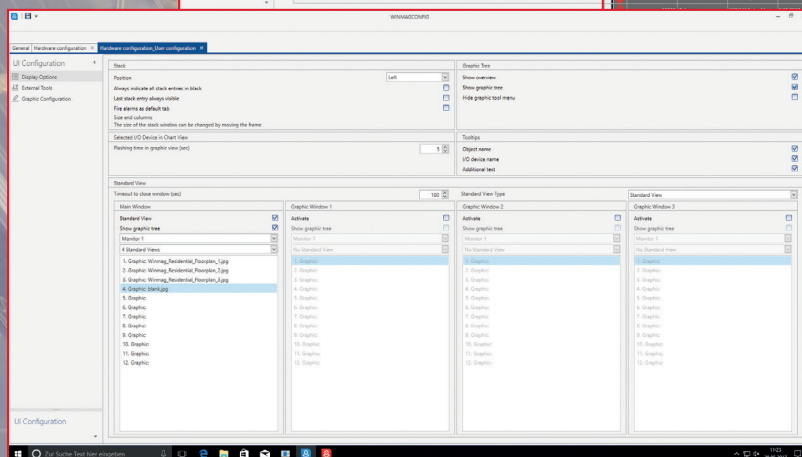 WINMAGCONFIG
General
Hardware configuration ×
Hardware configuration_User configuration ×
UI Configuration
Display Options
External Tools
Graphic Configuration
Stack
Position
Left
Always indicate all stack entries in black
Last stack entry always visible
Fire alarms as default tab
Size and columns
The size of the stack window can be changed by moving the frame
Graphic Tree
Show overview
Show graphic tree
Hide graphic tool menu
Selected I/O Device in Chart View
Flashing time in graphic view (sec)
5
Tooltips
Object name
I/O device name
Additional text
Standard View
Timeout to close window (sec)
100
Standard View Type
Standard View
Main Window
Standard View
Show graphic tree
Monitor 1
4 Standard Views
1. Graphic: Winmag_Residential_Floorplan_1.jpg
2. Graphic: Winmag_Residential_Floorplan_2.jpg
3. Graphic: Winmag_Residential_Floorplan_3.jpg
4. Graphic: blank.jpg
5. Graphic:
6. Graphic:
7. Graphic:
8. Graphic:
9. Graphic:
10. Graphic:
11. Graphic:
12. Graphic:
Graphic Window 1
Activate
Show graphic tree
Monitor 1
No Standard View
1. Graphic:
2. Graphic:
3. Graphic:
4. Graphic:
5. Graphic:
6. Graphic:
7. Graphic:
8. Graphic:
9. Graphic:
10. Graphic:
11. Graphic:
12. Graphic:
Graphic Window 2
Activate
Show graphic tree
Monitor 1
No Standard View
1. Graphic:
2. Graphic:
3. Graphic:
4. Graphic:
5. Graphic:
6. Graphic:
7. Graphic:
8. Graphic:
9. Graphic:
10. Graphic:
11. Graphic:
12. Graphic:
Graphic Window 3
Activate
Show graphic tree
Monitor 1
No Standard View
1. Graphic:
2. Graphic:
3. Graphic:
4. Graphic:
5. Graphic:
6. Graphic:
7. Graphic:
8. Graphic:
9. Graphic:
10. Graphic:
11. Graphic:
12. Graphic:
UI Configuration
Zur Suche Text hier eingeben
11:23